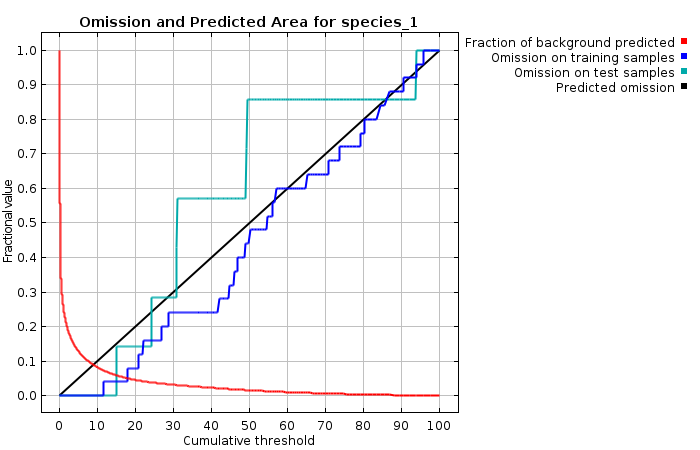 Omission and Predicted Area for species_1
Fraction of background predicted
Omission on training samples
Omission on test samples
Predicted omission
Fractional value
1.0
0.9
0.8
0.7
0.6
0.5
0.4
0.3
0.2
0.1
0.0
0 10 20 30 40 50 60 70 80 90 100
Cumulative threshold